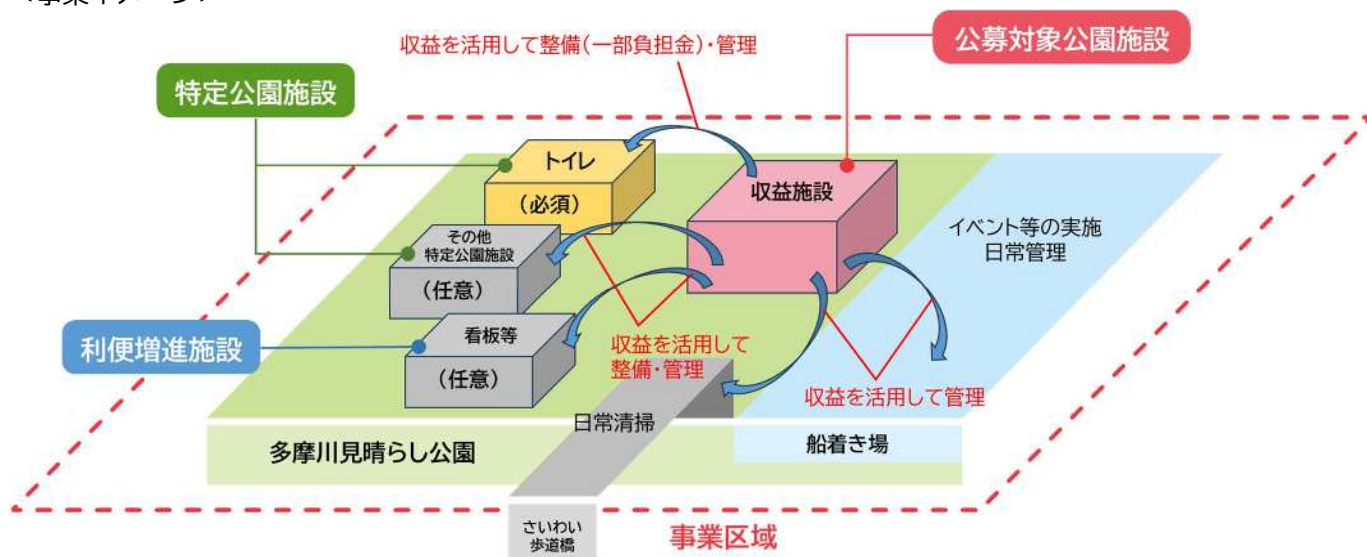 収益を活用して整備(一部負担金)・管理
公募対象公園施設
特定公園施設
トイレ
(必須)
収益施設
イベント等の実施
日常管理
その他
特定公園施設
(任意)
利便増進施設
看板等
(任意)
収益を活用して
整備・管理
収益を活用して管理
日常清掃
多摩川見晴らし公園
船着き場
さいわい
歩道橋
事業区域